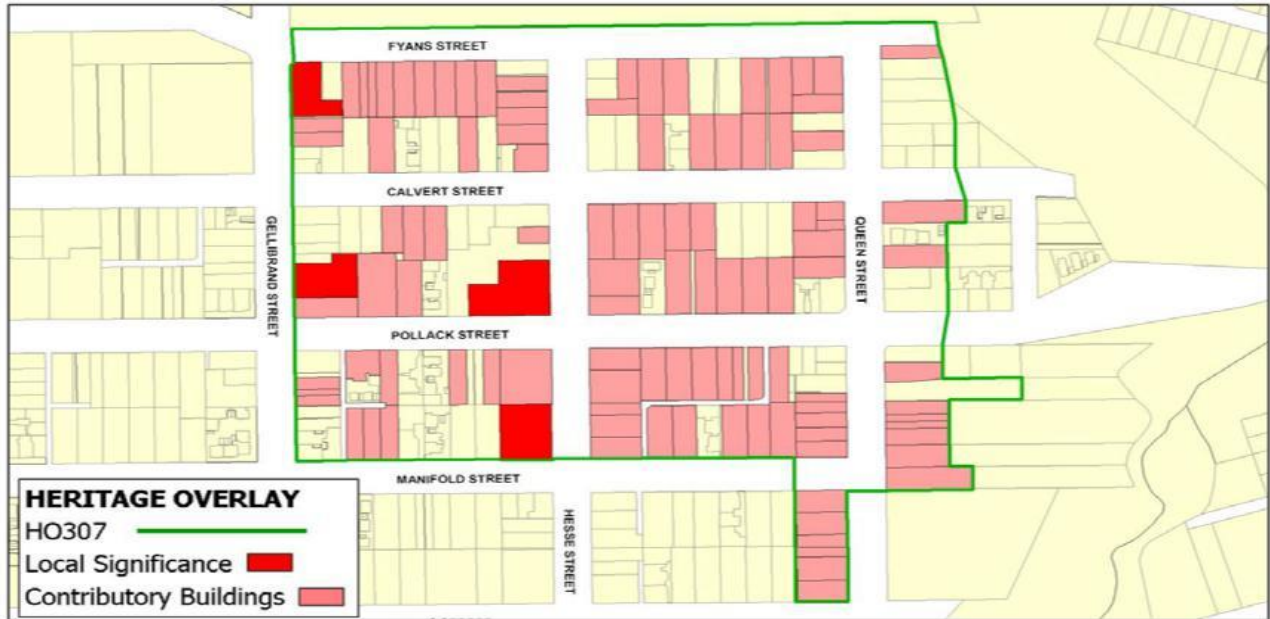 FYANS STREET
CALVERT STREET
GELLIBRAND STREET
QUEEN STREET
POLLACK STREET
MANIFOLD STREET
HESSE STREET
HERITAGE OVERLAY
HO307
Local Significance
Contributory Buildings